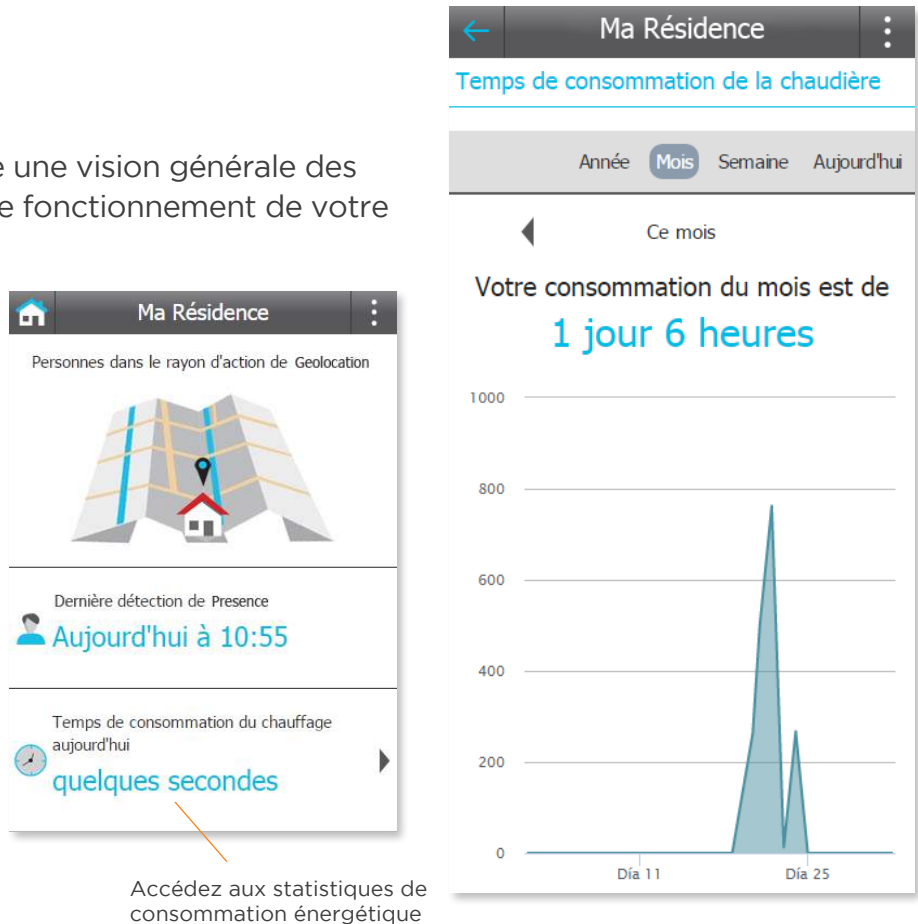 e une vision générale des
e fonctionnement de votre
Ma Résidence
Personnes dans le rayon d'action de Geolocation
Dernière détection de Presence
Aujourd'hui à 10:55
Temps de consommation du chauffage
aujourd'hui
quelques secondes
Accédez aux statistiques de
consommation énergétique
Ma Résidence
Temps de consommation de la chaudière
Année Mois Semaine Aujourd'hui
Ce mois
Votre consommation du mois est de
1 jour 6 heures
1000
800
600
400
200
0
Día 11 Día 25